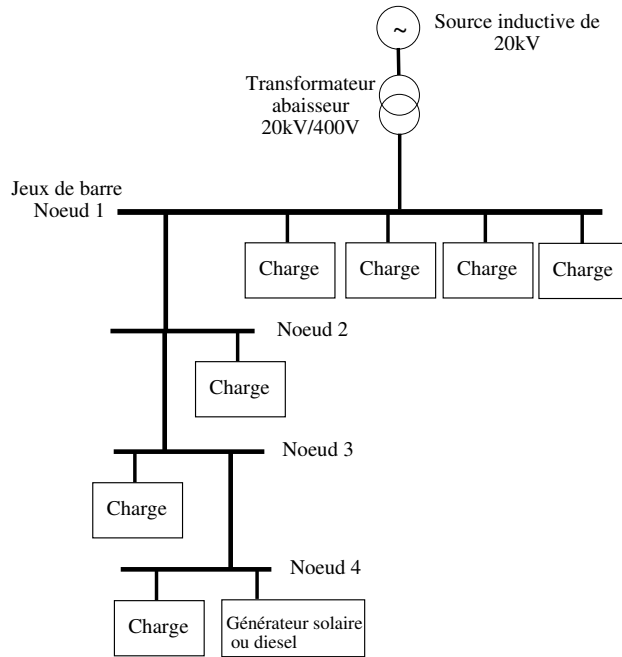 ~
Source inductive de
20kV
Transformateur
abaisseur
20kV/400V
Jeux de barre
Noeud 1
Charge
Charge
Charge
Charge
Noeud 2
Charge
Noeud 3
Charge
Noeud 4
Charge
Générateur solaire
ou diesel